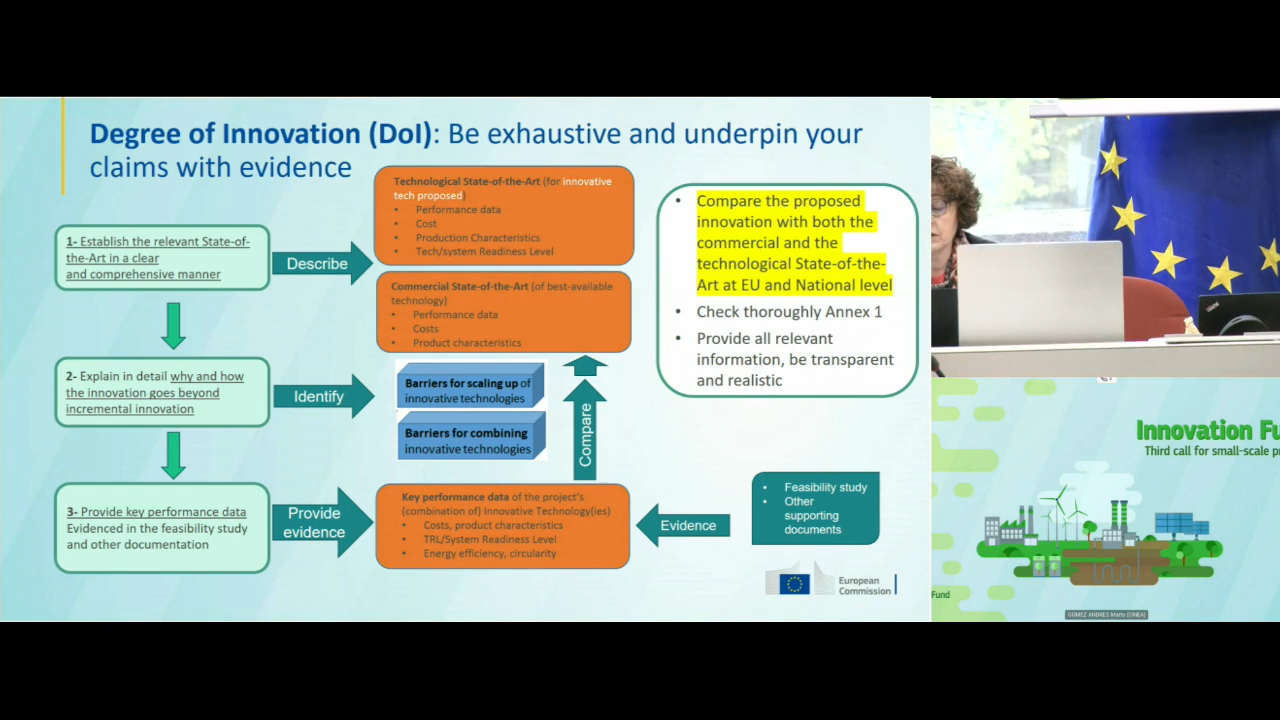 Degree of Innovation (DoI): Be exhaustive and underpin your
claims with evidence
1- Establish the relevant State-of-
the-Art in a clear
and comprehensive manner
Describe
Technological State-of-the-Art (for innovative
tech proposed)
• Performance data
• Cost
• Production Characteristics
• Tech/system Readiness Level
Commercial State-of-the-Art (of best-available
technology)
• Performance data
• Costs
• Product characteristics
• Compare the proposed
innovation with both the
commercial and the
technological State-of-the-
Art at EU and National level
• Check thoroughly Annex 1
• Provide all relevant
information, be transparent
and realistic
2- Explain in detail why and how
the innovation goes beyond
incremental innovation
Identify
Barriers for scaling up of
innovative technologies
Barriers for combining
innovative technologies
Compare
3- Provide key performance data
Evidenced in the feasibility study
and other documentation
Provide
evidence
Key performance data of the project's
(combination of) Innovative Technology(ies)
• Costs, product characteristics
• TRL/System Readiness Level
• Energy efficiency, circularity
Evidence
• Feasibility study
• Other
supporting
documents
European
Commission
Innovation Fu
Third call for small-scale p
Fund
GOMEZ ANDRES Marta (CINEA)